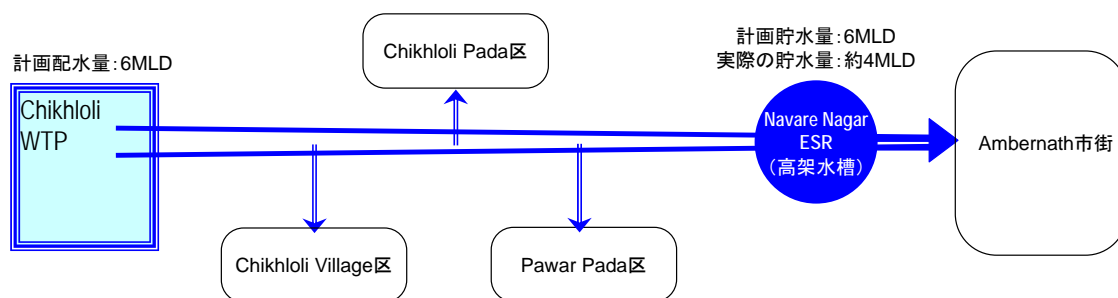 計画配水量:6MLD
Chikhloli
WTP
Chikhloli Pada区
計画貯水量:6MLD
実際の貯水量:約4MLD
Navare Nagar
ESR
(高架水槽)
Ambernath市街
Chikhloli Village区
Pawar Pada区